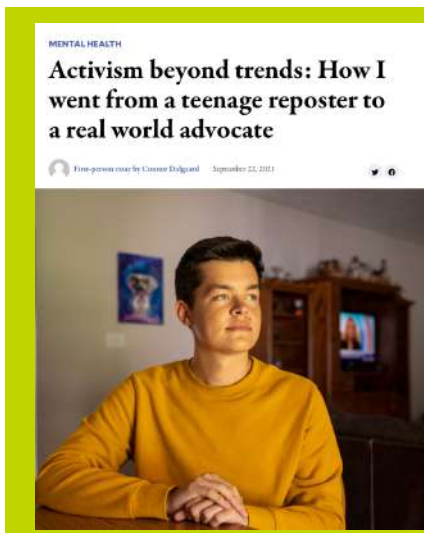 MENTAL HEALTH
Activism beyond trends: How I
went from a teenage reposter to
a real world advocate
First-person essay by Connor Dalgaard September 22, 2021